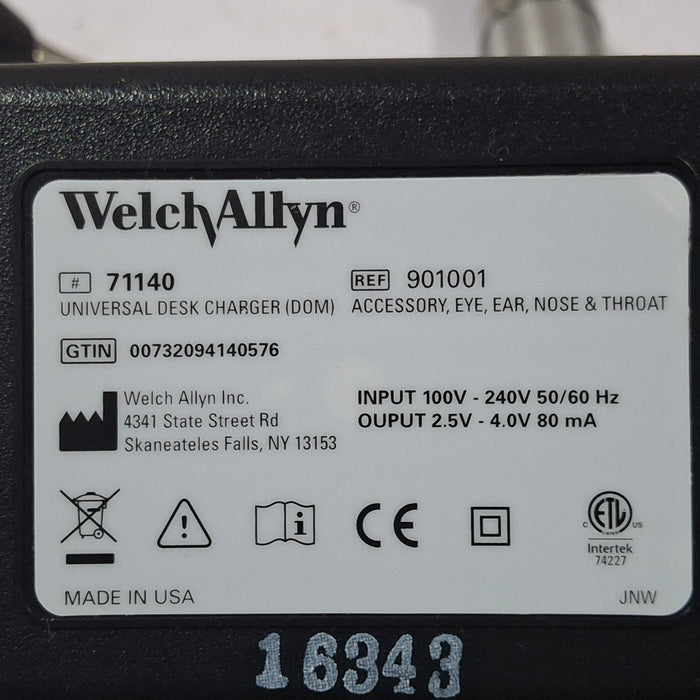 WelchAllyn®
# 71140
UNIVERSAL DESK CHARGER (DOM)
REF 901001
ACCESSORY, EYE, EAR, NOSE & THROAT
GTIN 00732094140576
Welch Allyn Inc.
4341 State Street Rd
Skaneateles Falls, NY 13153
INPUT 100V - 240V 50/60 Hz
OUPUT 2.5V - 4.0V 80 mA
i
CE
C ETL US
Intertek
74227
MADE IN USA
JNW
16343